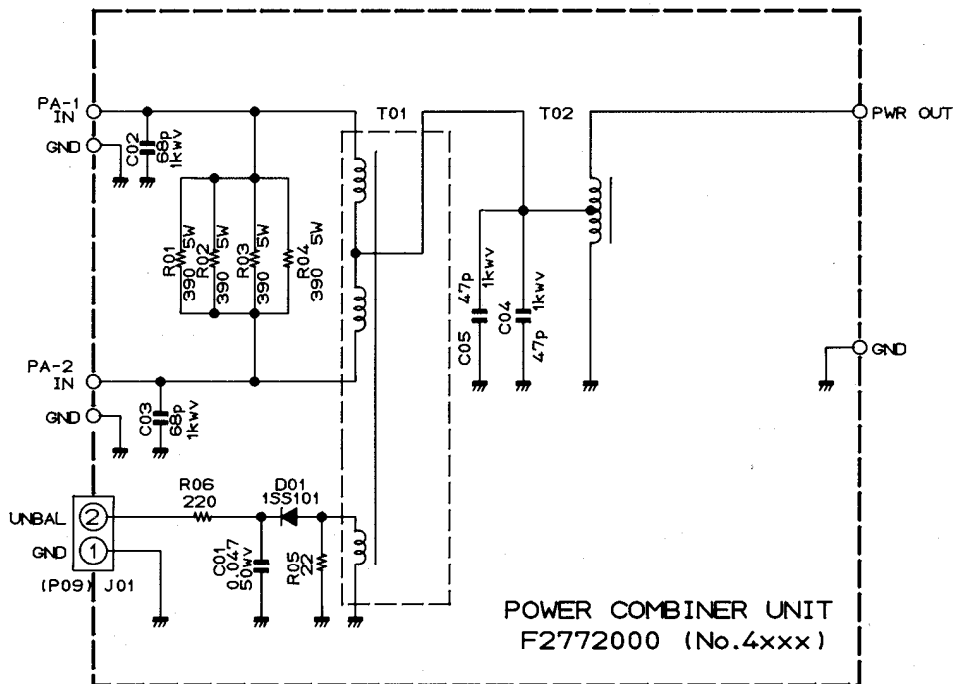 PA-1
IN
GND
C02
68p
1kwv
T01
T02
PWR OUT
R01
390 5W
R02
390 5W
R03
390 5W
R04
390 5W
C05
47p
1kwv
C04
47p
1kwv
GND
PA-2
IN
GND
C03
68p
1kwv
R06
220
D01
1SS101
UNBAL
2
GND
1
(P09) J01
C01
0.047
50wv
R05
22
POWER COMBINER UNIT
F2772000 (No.4xxx)